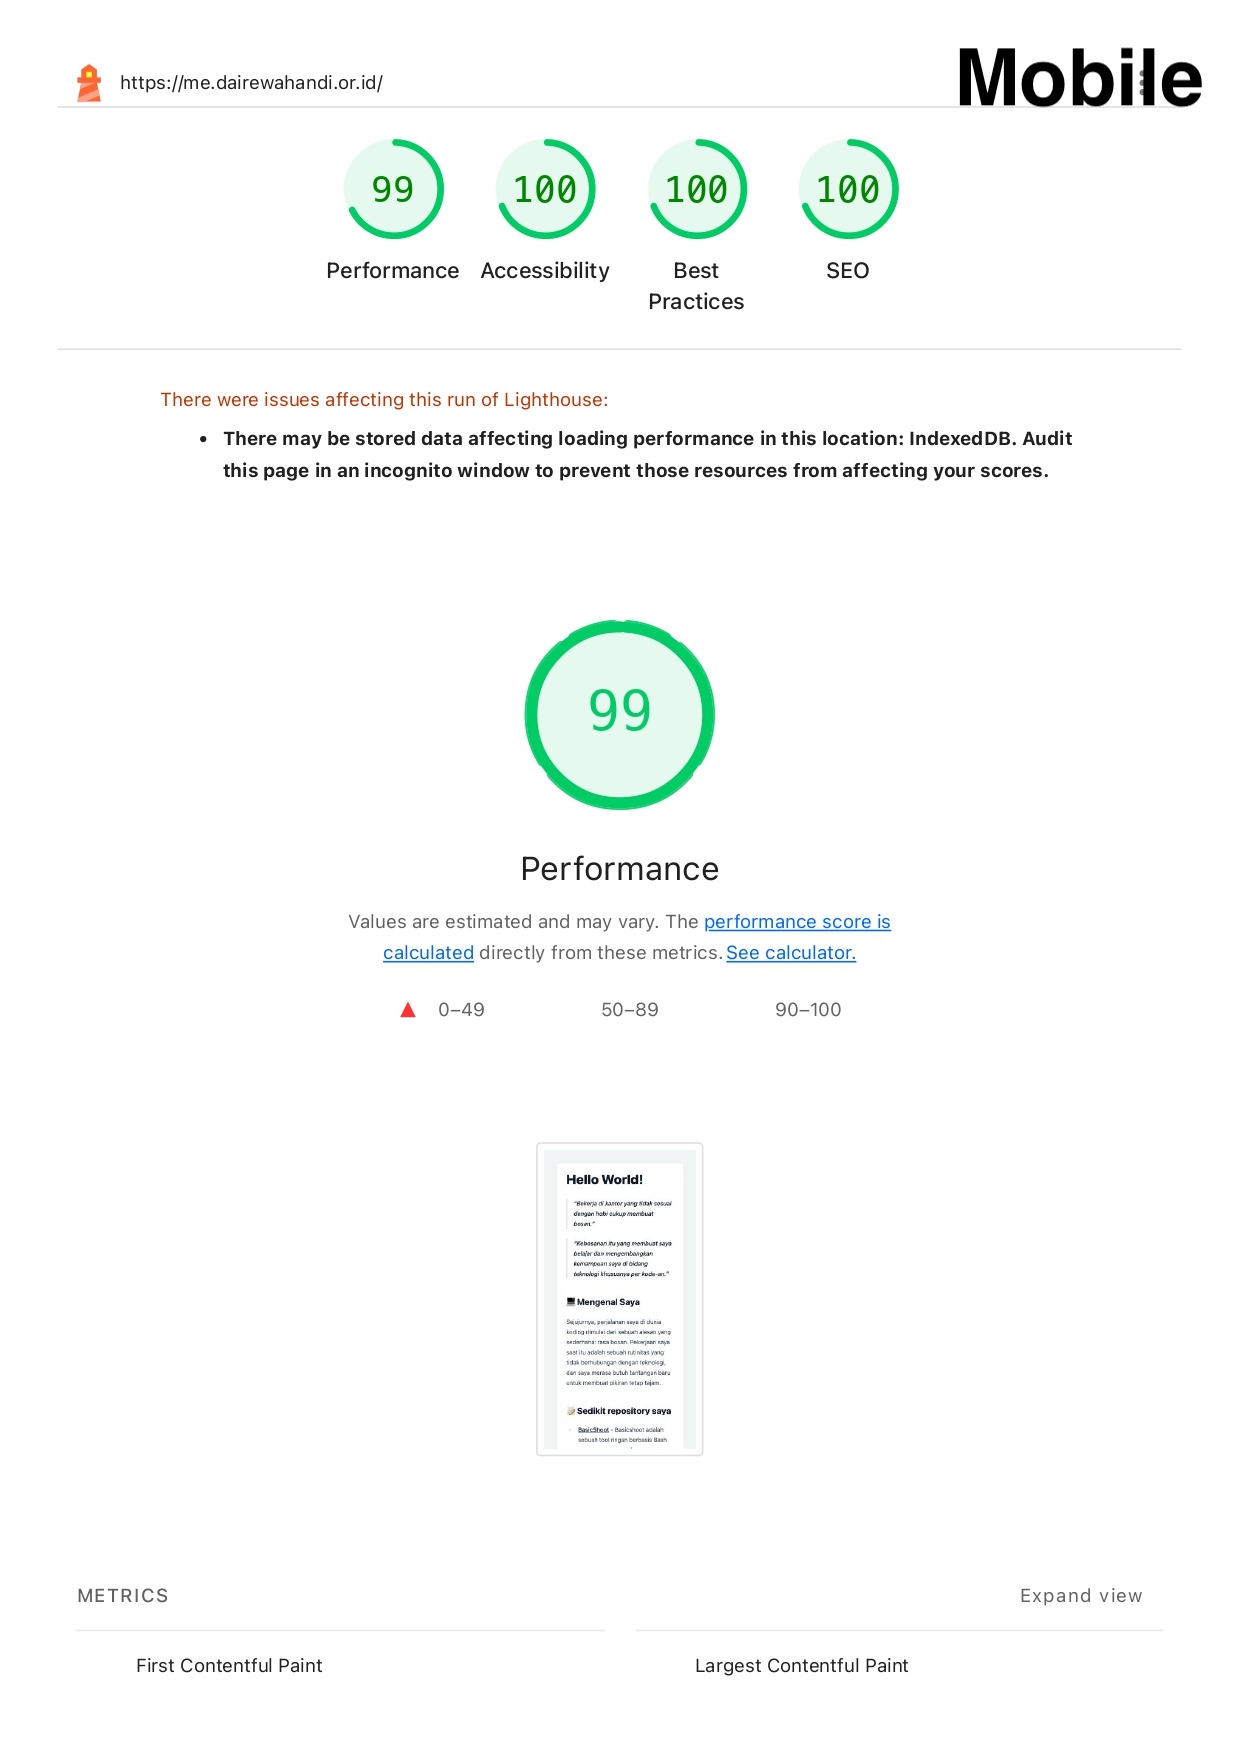 https://me.dairewahandi.or.id/
Mobile
99
100
100
100
Performance
Accessibility
Best
Practices
SEO
There were issues affecting this run of Lighthouse:
There may be stored data affecting loading performance in this location: IndexedDB. Audit
this page in an incognito window to prevent those resources from affecting your scores.
99
Performance
Values are estimated and may vary. The performance score is
calculated directly from these metrics. See calculator.
0–49
50–89
90–100
Hello World!
"Bekerja di kantor yang tidak sesuai
dengan hobi cukup membuat
bosan."
"Kebosanan itu yang membuat saya
belajar dan mengembangkan
kemampuan saya di bidang
teknologi khususnya per kode-an."
Mengenal Saya
Sejujurnya, perjalanan saya di dunia
koding dimulai dari sebuah alasan yang
sederhana: rasa bosan. Pekerjaan saya
saat itu adalah sebuah rutinitas yang
tidak berhubungan dengan teknologi,
dan saya merasa butuh tantangan baru
untuk membuat pikiran tetap tajam.
Sedikit repository saya
BasicShoot - Basicshoot adalah
sebuah tool ringan berbasis Bash
METRICS
Expand view
First Contentful Paint
Largest Contentful Paint